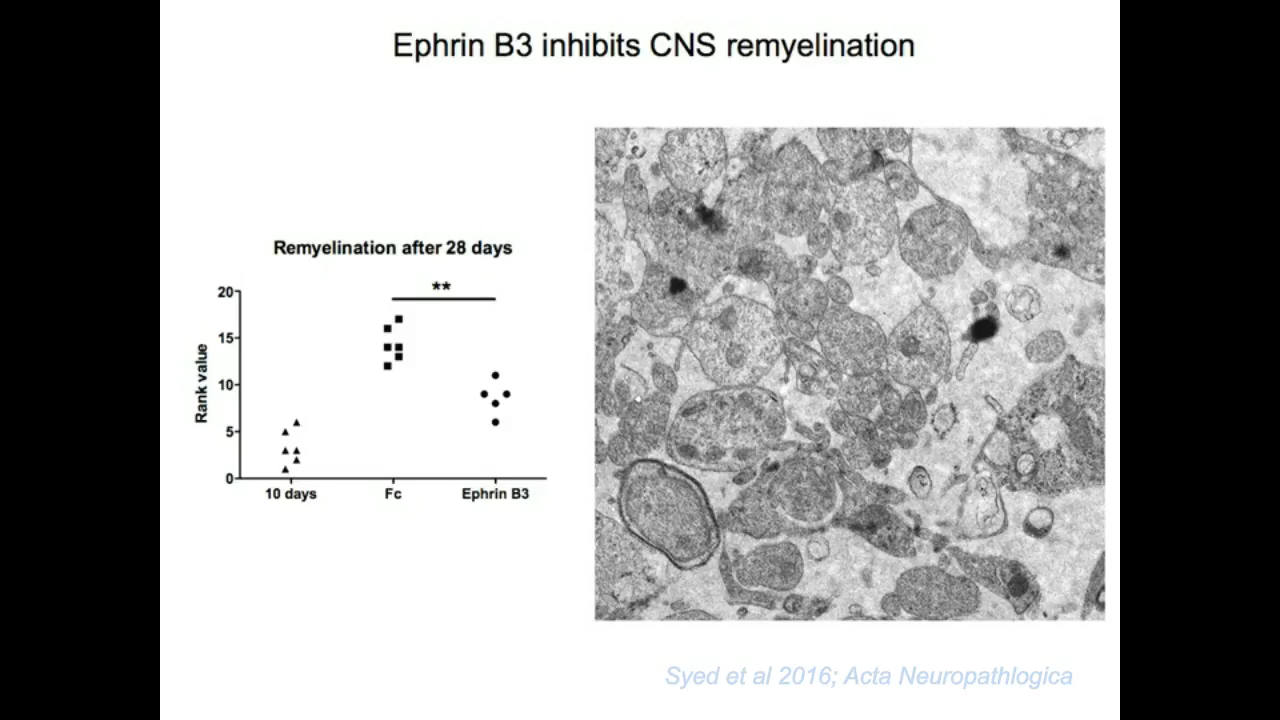 Ephrin B3 inhibits CNS remyelination
Remyelination after 28 days
**
20
15
10
5
0
Rank value
10 days
Fc
Ephrin B3
Syed et al 2016; Acta Neuropathlogica